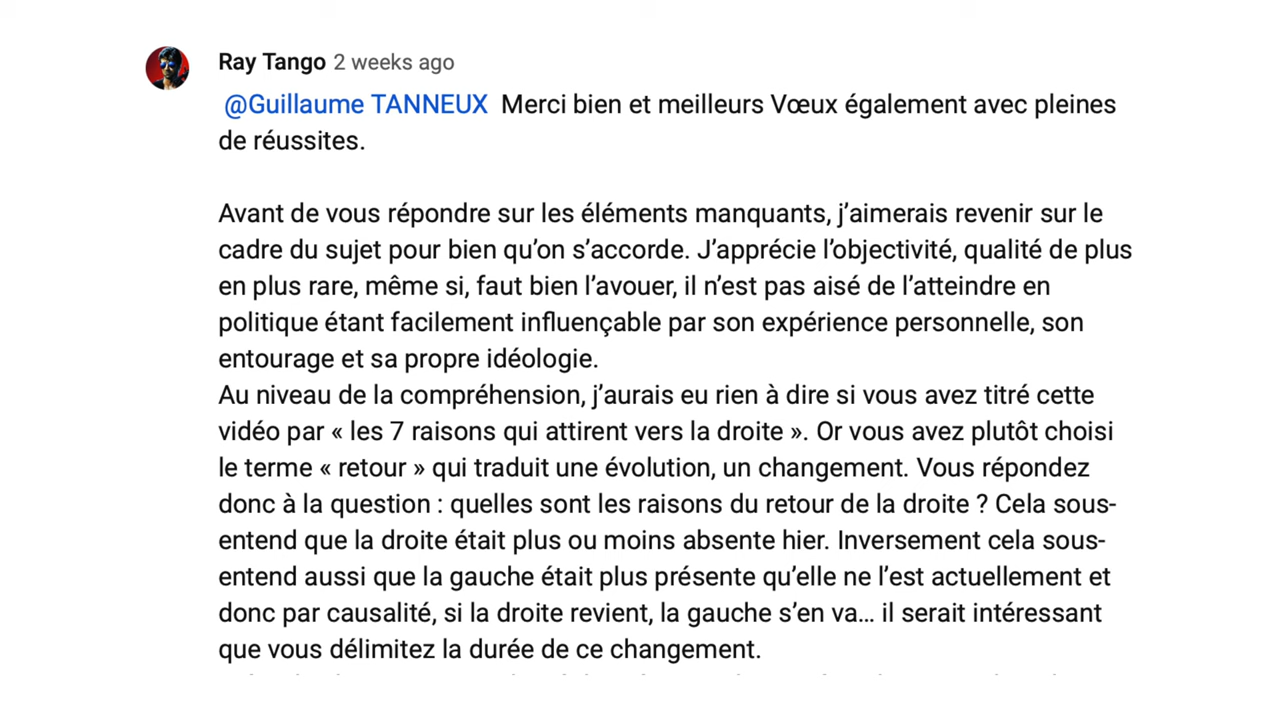 Ray Tango 2 weeks ago
@Guillaume TANNEUX Merci bien et meilleurs Vœux également avec pleines
de réussites.
Avant de vous répondre sur les éléments manquants, j’aimerais revenir sur le
cadre du sujet pour bien qu’on s’accorde. J’apprécie l’objectivité, qualité de plus
en plus rare, même si, faut bien l’avouer, il n’est pas aisé de l’atteindre en
politique étant facilement influençable par son expérience personnelle, son
entourage et sa propre idéologie.
Au niveau de la compréhension, j’aurais eu rien à dire si vous avez titré cette
vidéo par « les 7 raisons qui attirent vers la droite ». Or vous avez plutôt choisi
le terme « retour » qui traduit une évolution, un changement. Vous répondez
donc à la question : quelles sont les raisons du retour de la droite ? Cela sous-
entend que la droite était plus ou moins absente hier. Inversement cela sous-
entend aussi que la gauche était plus présente qu’elle ne l’est actuellement et
donc par causalité, si la droite revient, la gauche s’en va… il serait intéressant
que vous délimitez la durée de ce changement.